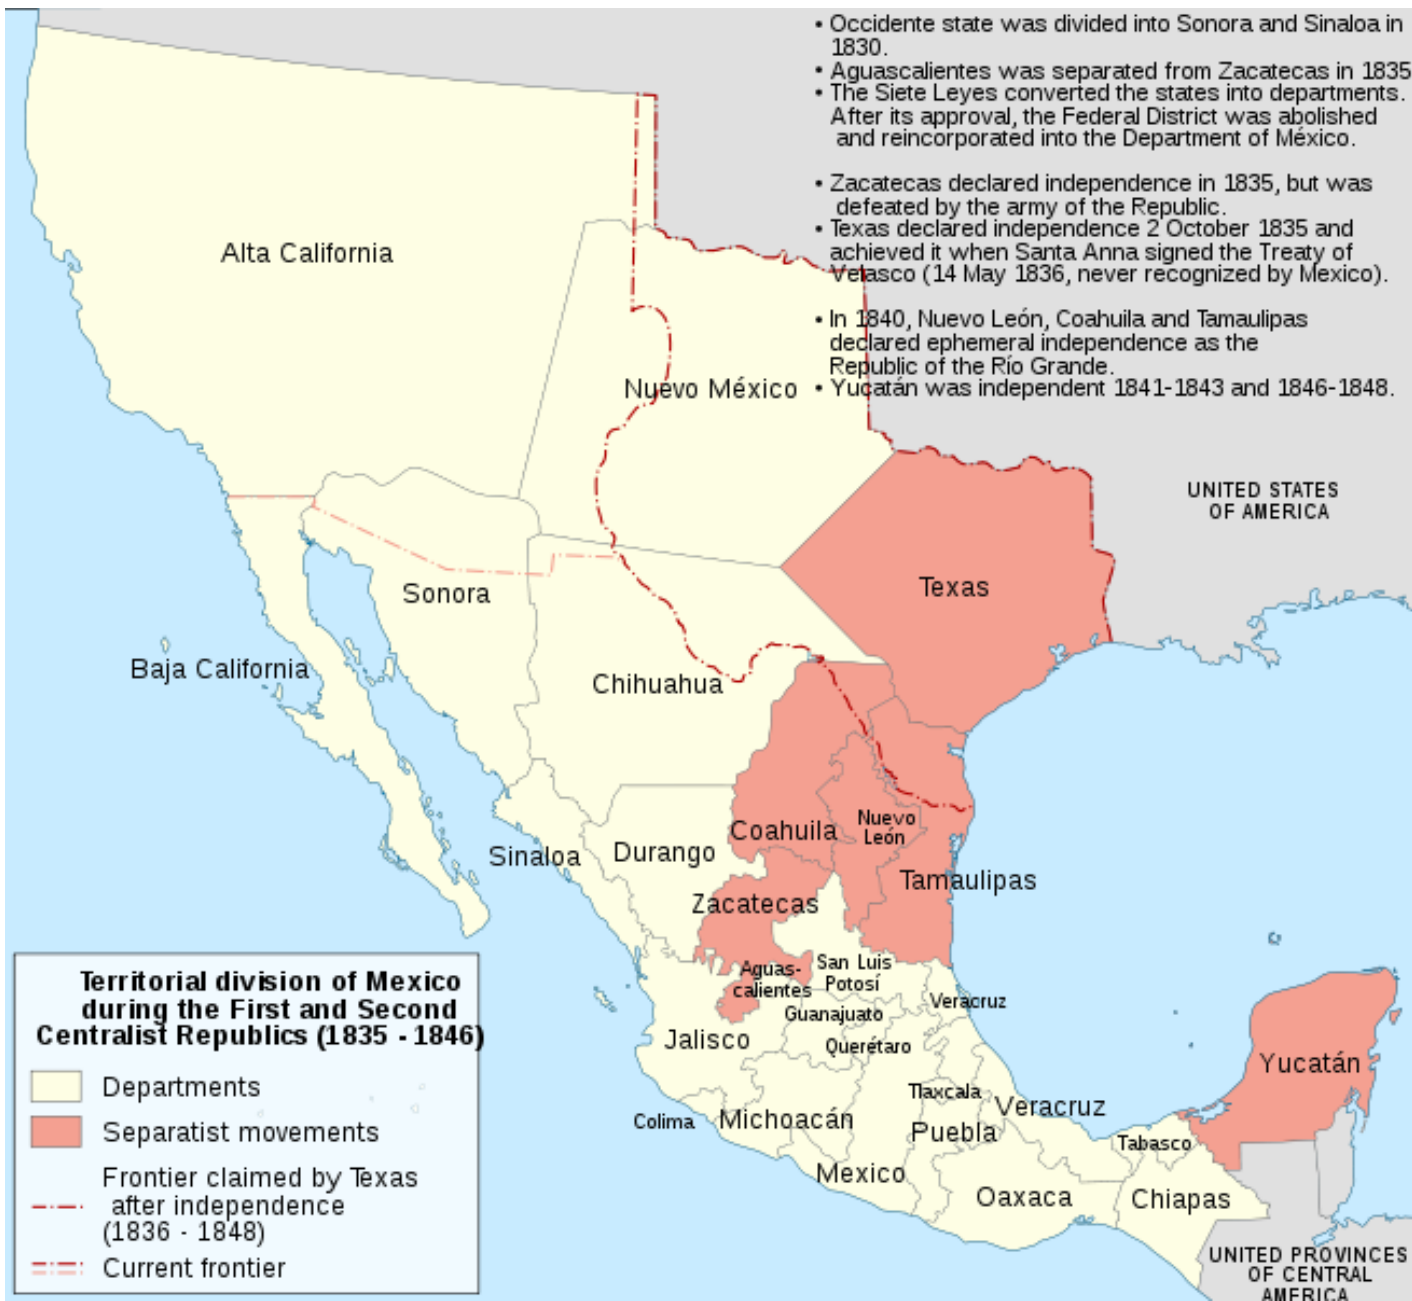 • Occidente state was divided into Sonora and Sinaloa in
1830.
• Aguascalientes was separated from Zacatecas in 1835
• The Siete Leyes converted the states into departments.
After its approval, the Federal District was abolished
and reincorporated into the Department of México.
• Zacatecas declared independence in 1835, but was
defeated by the army of the Republic.
• Texas declared independence 2 October 1835 and
achieved it when Santa Anna signed the Treaty of
Velasco (14 May 1836, never recognized by Mexico).
• In 1840, Nuevo León, Coahuila and Tamaulipas
declared ephemeral independence as the
Republic of the Río Grande.
• Yucatán was independent 1841-1843 and 1846-1848.
Alta California
Nuevo México
UNITED STATES
OF AMERICA
Texas
Sonora
Baja California
Chihuahua
Coahuila
Nuevo
León
Sinaloa
Durango
Tamaulipas
Zacatecas
San Luis
Potosí
Aguas-
calientes
Veracruz
Guanajuato
Jalisco
Querétaro
Yucatán
Tlaxcala
Veracruz
Colima
Michoacán
Puebla
Tabasco
Mexico
Oaxaca
Chiapas
UNITED PROVINCES
OF CENTRAL
AMERICA
Territorial division of Mexico
during the First and Second
Centralist Republics (1835 - 1846)
Departments
Separatist movements
Frontier claimed by Texas
after independence
(1836 - 1848)
Current frontier